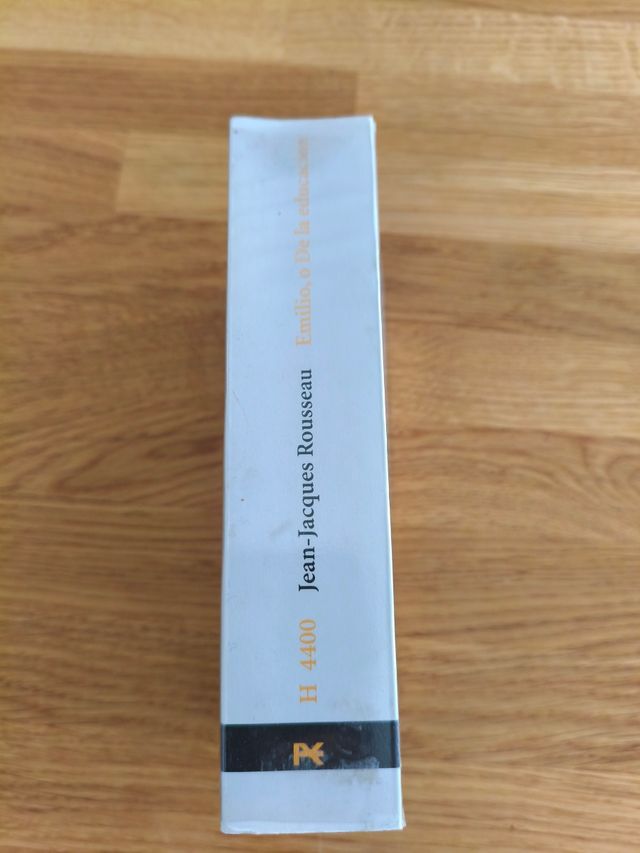 H 4400 Jean-Jacques Rousseau Emilio, o De la educación